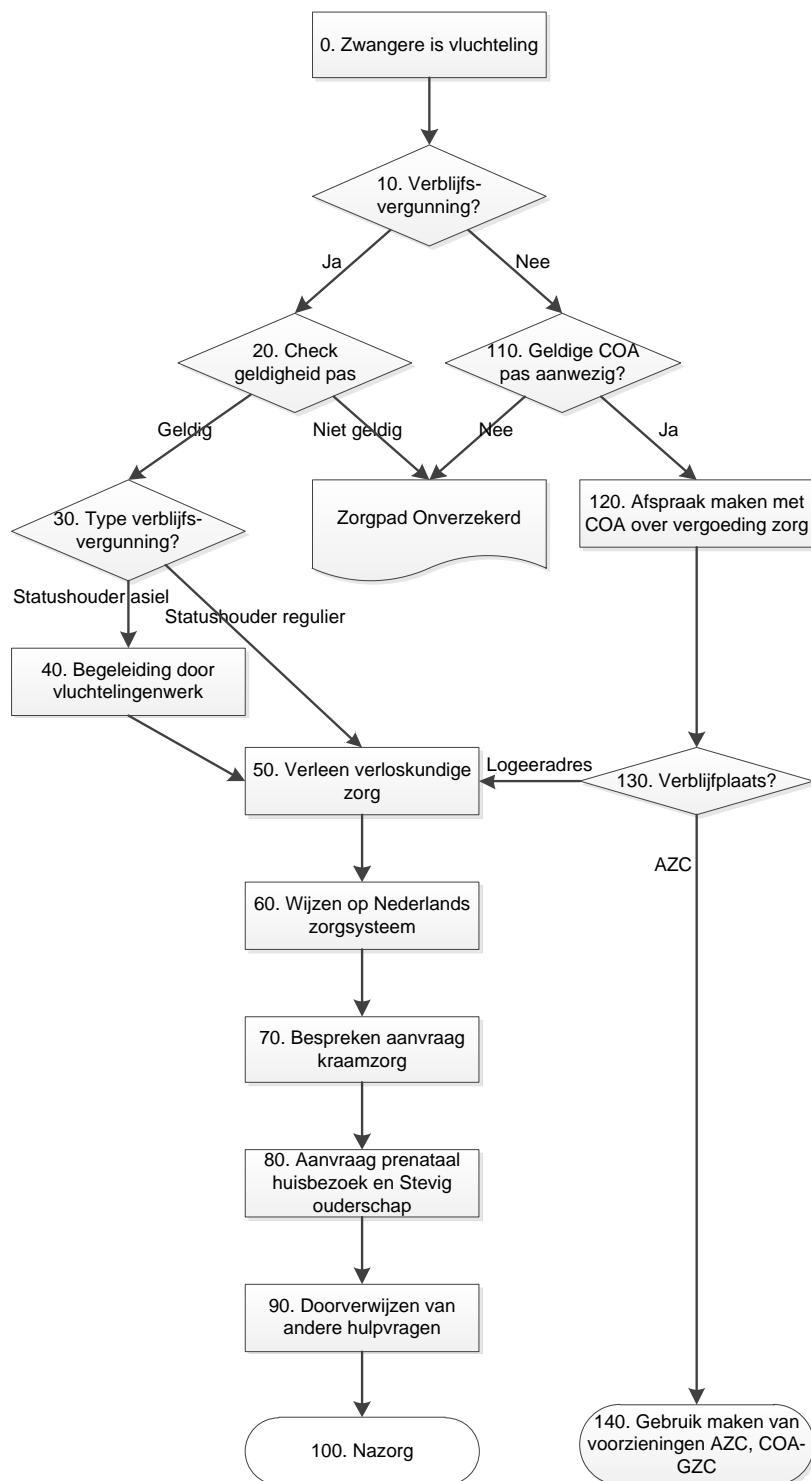 0. Zwangere is vluchteling
10. Verblijfs-
vergunning?
Ja
Nee
20. Check
geldigheid pas
110. Geldige COA
pas aanwezig?
Geldig
Niet geldig
Nee
Ja
30. Type verblijfs-
vergunning?
Zorgpad Onverzekerd
120. Afspraak maken met
COA over vergoeding zorg
Statushouder asiel
Statushouder regulier
40. Begeleiding door
vluchtelingenwerk
50. Verleen verloskundige
zorg
Logeeradres
130. Verblijfplaats?
AZC
60. Wijzen op Nederlands
zorgsysteem
70. Bespreken aanvraag
kraamzorg
80. Aanvraag prenataal
huisbezoek en Stevig
ouderschap
90. Doorverwijzen van
andere hulpvragen
100. Nazorg
140. Gebruik maken van
voorzieningen AZC, COA-
GZC